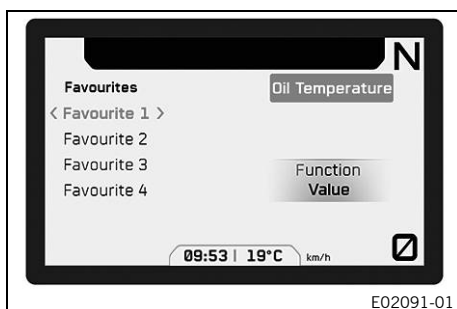 N
Favourites
Oil Temperature
< Favourite 1 >
Favourite 2
Favourite 3
Favourite 4
Function
Value
09:53 | 19°C
km/h
0
E02091-01